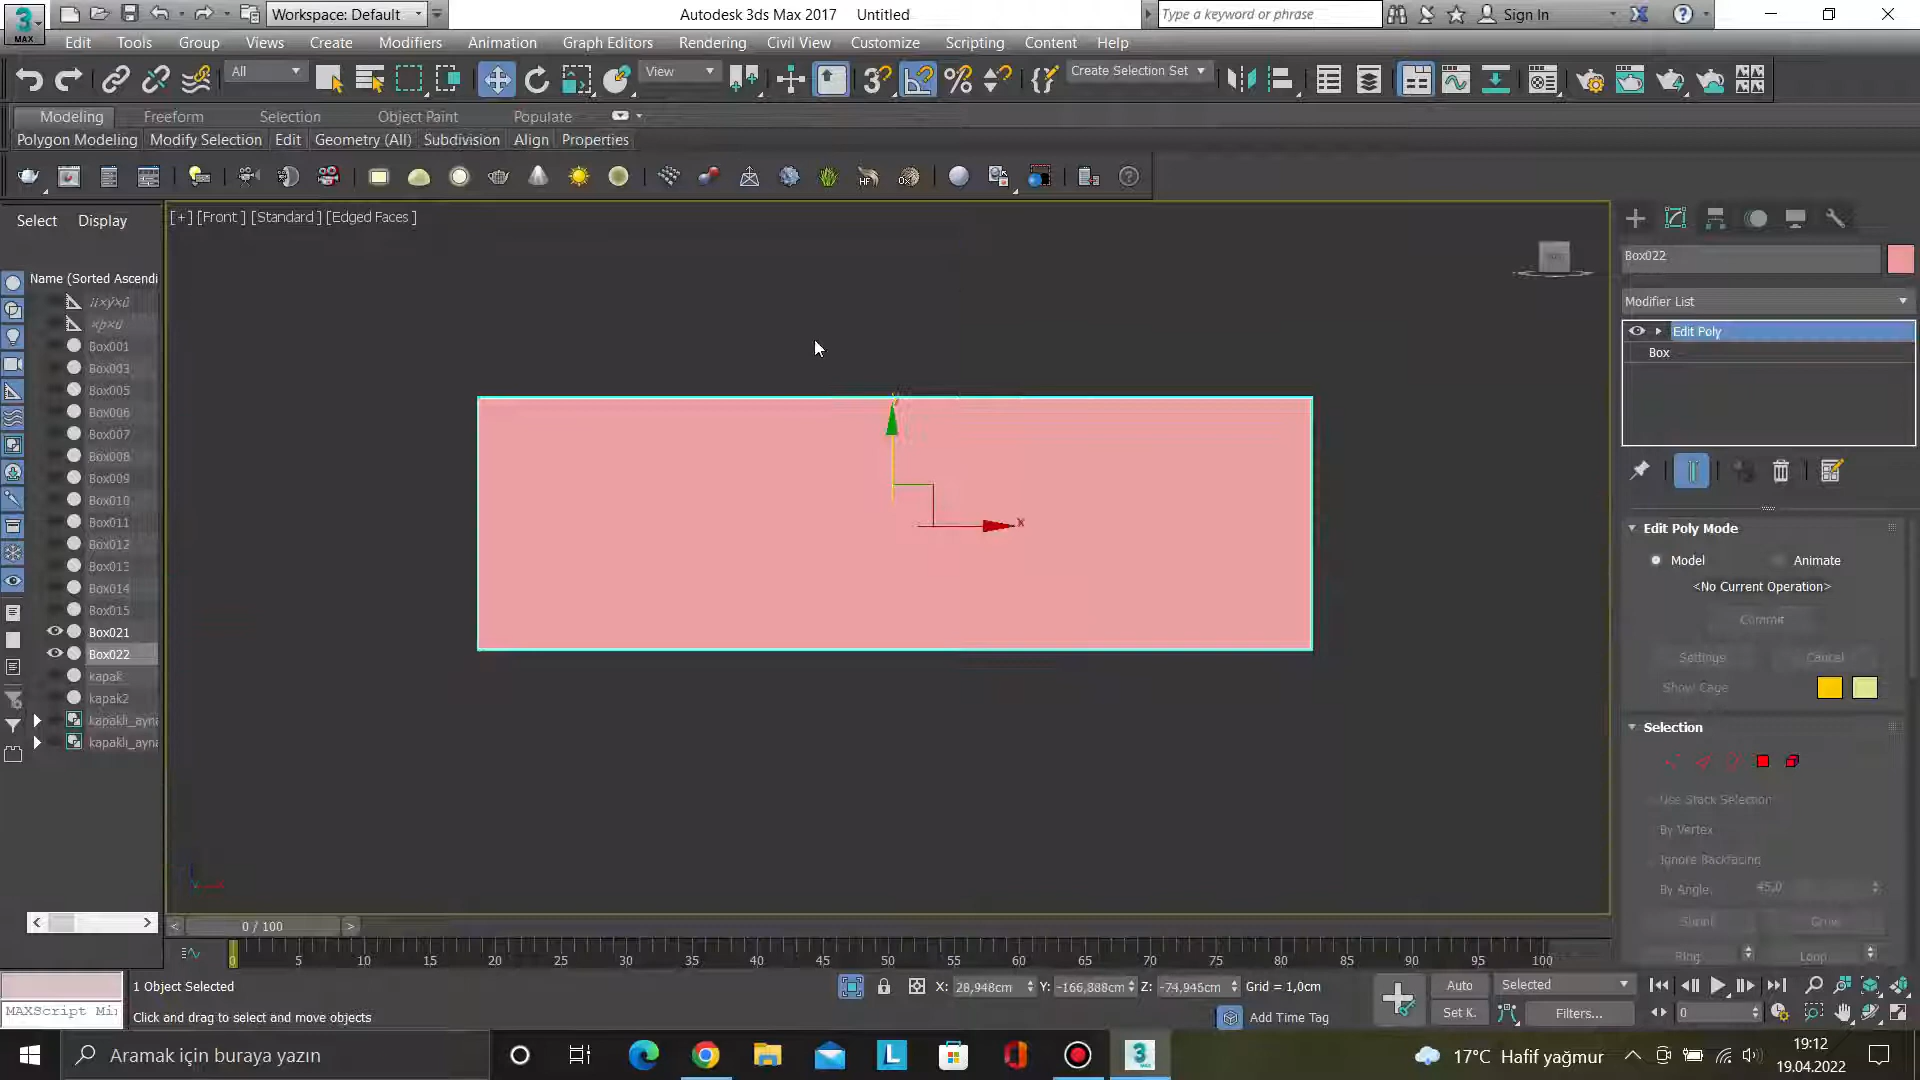 Workspace: Default
Autodesk 3ds Max 2017 Untitled
Type a keyword or phrase
Sign In
MAX
Edit Tools Group Views Create Modifiers Animation Graph Editors Rendering Civil View Customize Scripting Content Help
All
View
Create Selection Set
Modeling Freeform Selection Object Paint Populate
Polygon Modeling Modify Selection Edit Geometry (All) Subdivision Align Properties
Select Display
[+] [Front ] [Standard ] [Edged Faces ]
Name (Sorted Ascendi
Box001
Box003
Box005
Box006
Box007
Box008
Box009
Box010
Box011
Box012
Box013
Box014
Box015
Box021
Box022
kapak
kapak2
kapaklı_ayna
kapaklı_ayna
x
Box022
Modifier List
Edit Poly
Box
Edit Poly Mode
Model Animate
<No Current Operation>
Commit
Settings Cancel
Show Cage
Selection
Use Stack Selection
By Vertex
Ignore Backfacing
By Angle: 45,0
Shrink Grow
Ring Loop
0 / 100
0 5 10 15 20 25 30 35 40 45 50 55 60 65 70 75 80 85 90 95 100
1 Object Selected
X: 28,948cm Y: -166,888cm Z: -74,945cm Grid = 1,0cm
Auto Selected
MAXScript Mi
Click and drag to select and move objects
Add Time Tag
Set K. Filters... 0
Aramak için buraya yazın
17°C Hafif yağmur
19:12
19.04.2022